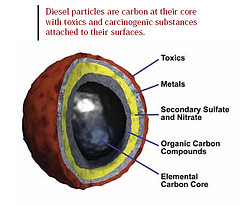 Diesel particles are carbon at their core
with toxics and carcinogenic substances
attached to their surfaces.
Toxics
Metals
Secondary Sulfate
and Nitrate
Organic Carbon
Compounds
Elemental
Carbon Core